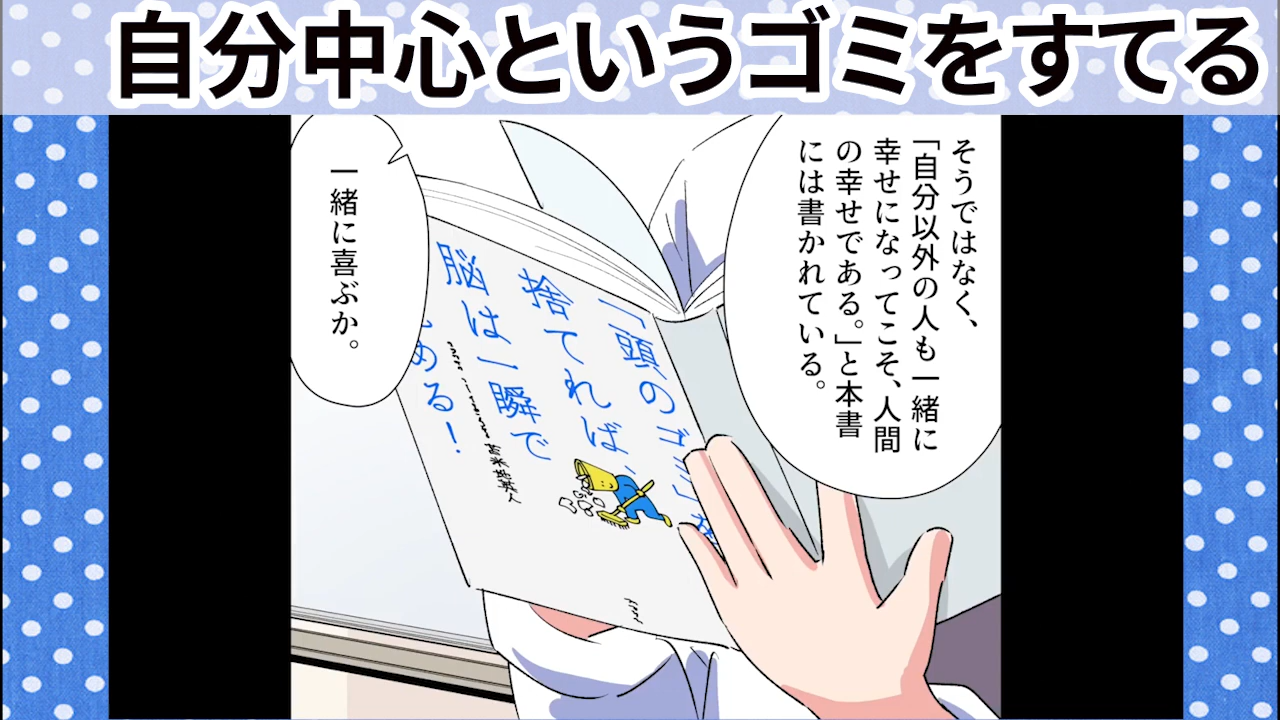 自分中心というゴミをすてる
そうではなく、
「自分以外の人も一緒に
幸せになってこそ、人間
の幸せである。」と本書
には書かれている。
一緒に喜ぶか。
「頭のゴミ」
捨てれば、
脳は一瞬で
める!